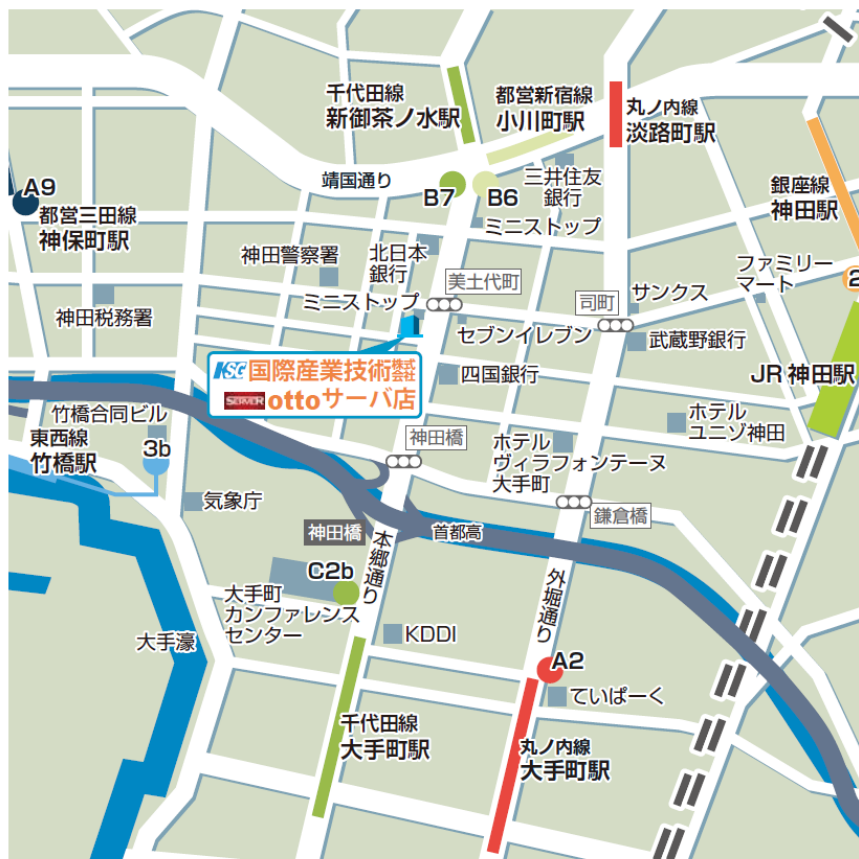 千代田線
新御茶ノ水駅
都営新宿線
小川町駅
丸ノ内線
淡路町駅
靖国通り
B7
B6
三井住友
銀行
ミニストップ
銀座線
神田駅
A9
都営三田線
神保町駅
神田警察署
北日本
銀行
美土代町
ミニストップ
司町
サンクス
ファミリー
マート
2
神田税務署
セブンイレブン
武蔵野銀行
KSC 国際産業技術株式会社
SERVER ottoサーバ店
四国銀行
JR 神田駅
竹橋合同ビル
東西線
竹橋駅
3b
神田橋
ホテル
ヴィラフォンテーヌ
大手町
ホテル
ユニゾ神田
気象庁
神田橋
首都高
鎌倉橋
本郷通り
外堀通り
C2b
大手町
カンファレンス
センター
大手濠
KDDI
A2
ていぱーく
千代田線
大手町駅
丸ノ内線
大手町駅